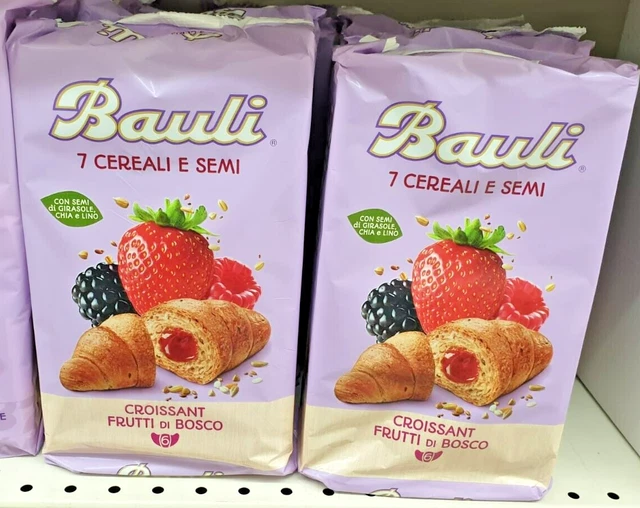 Bauli®
7 CEREALI E SEMI
CON SEMI
di GIRASOLE,
CHIA e LINO
CROISSANT
FRUTTI DI BOSCO
6
Bauli®
7 CEREALI E SEMI
CON SEMI
di GIRASOLE,
CHIA e LINO
CROISSANT
FRUTTI DI BOSCO
6